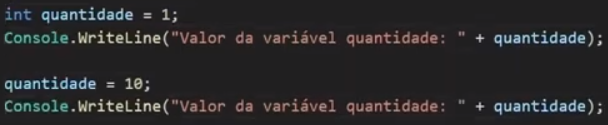 int quantidade = 1;
Console.WriteLine("Valor da variável quantidade: " + quantidade);
quantidade = 10;
Console.WriteLine("Valor da variável quantidade: " + quantidade);